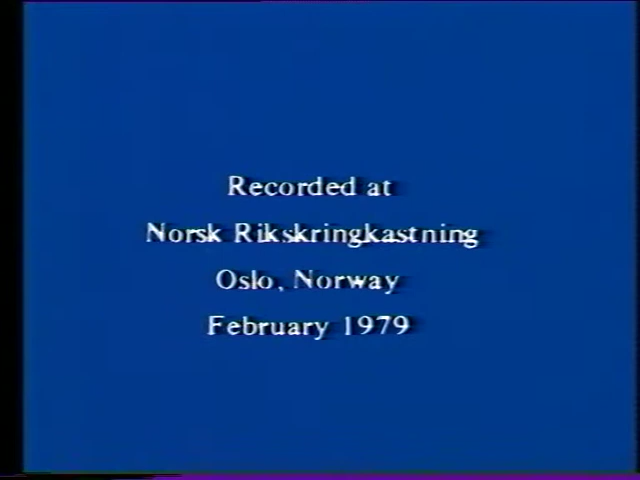 Recorded at
Norsk Rikskringkastning
Oslo, Norway
February 1979